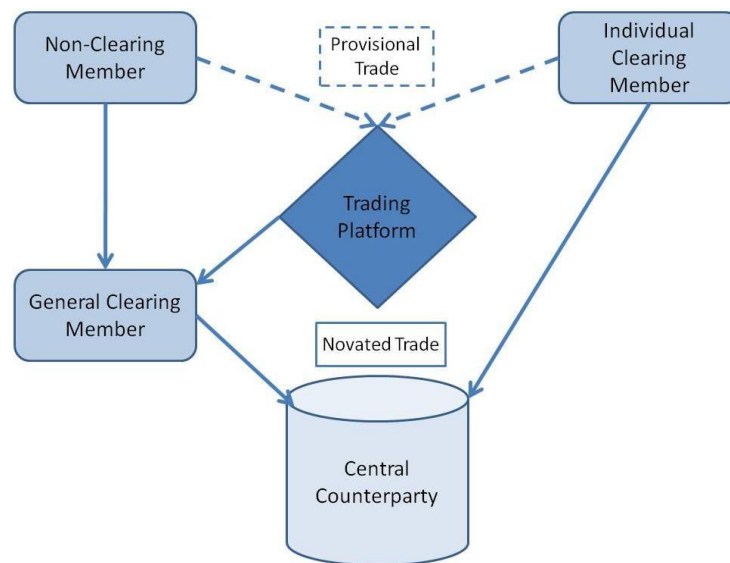 Non-Clearing
Member
Provisional
Trade
Individual
Clearing
Member
Trading
Platform
General Clearing
Member
Novated Trade
Central
Counterparty